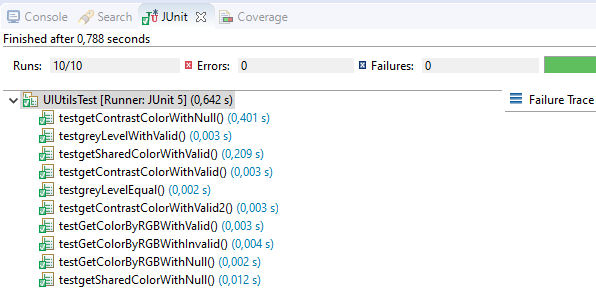 Console Search JUnit Coverage
Finished after 0,788 seconds
Runs: 10/10 Errors: 0 Failures: 0
UIUtilsTest [Runner: JUnit 5] (0,642 s) Failure Trace
testgetContrastColorWithNull() (0,401 s)
testgreyLevelWithValid() (0,003 s)
testgetSharedColorWithValid() (0,209 s)
testgetContrastColorWithValid() (0,003 s)
testgreyLevelEqual() (0,002 s)
testgetContrastColorWithValid2() (0,003 s)
testGetColorByRGBWithValid() (0,003 s)
testGetColorByRGBWithInvalid() (0,004 s)
testGetColorByRGBWithNull() (0,002 s)
testgetSharedColorWithNull() (0,012 s)